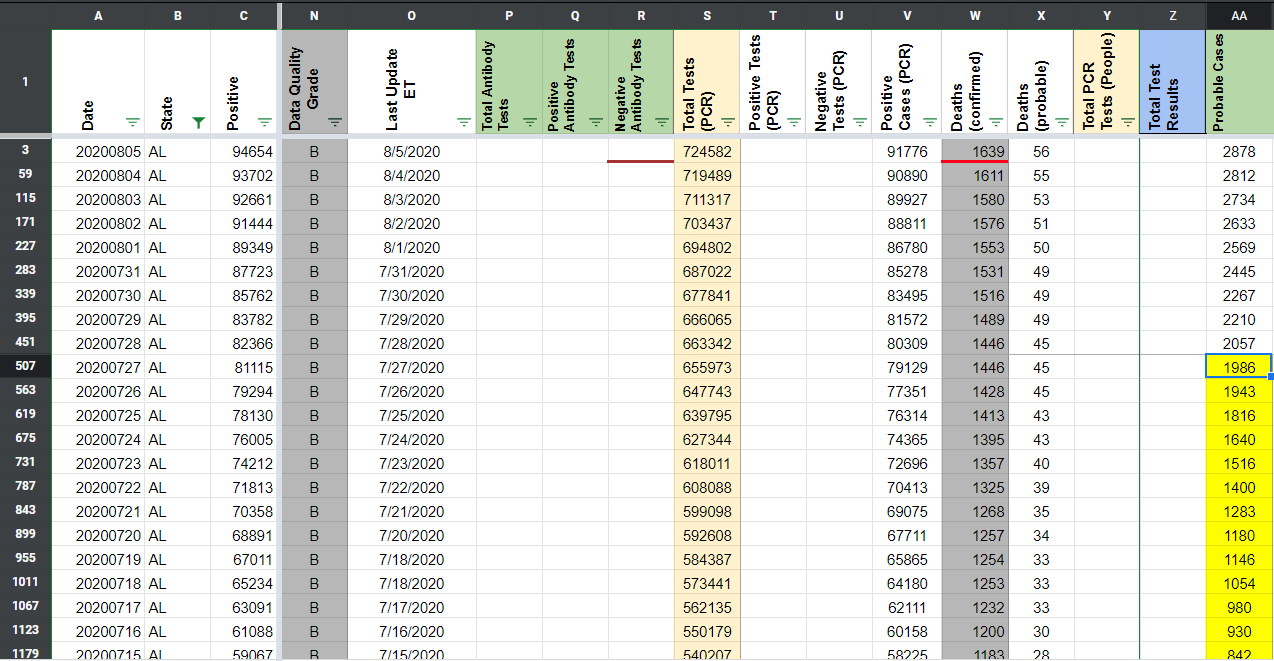 A B C N O P Q R S T U V W X Y Z AA
1 Date State Positive Data Quality Grade Last Update ET Total Antibody Tests Positive Antibody Tests Negative Antibody Tests Total Tests (PCR) Positive Tests (PCR) Negative Tests (PCR) Positive Cases (PCR) Deaths (confirmed) Deaths (probable) Total PCR Tests (People) Total Test Results Probable Cases
3 20200805 AL 94654 B 8/5/2020 724582 91776 1639 56 2878
59 20200804 AL 93702 B 8/4/2020 719489 90890 1611 55 2812
115 20200803 AL 92661 B 8/3/2020 711317 89927 1580 53 2734
171 20200802 AL 91444 B 8/2/2020 703437 88811 1576 51 2633
227 20200801 AL 89349 B 8/1/2020 694802 86780 1553 50 2569
283 20200731 AL 87723 B 7/31/2020 687022 85278 1531 49 2445
339 20200730 AL 85762 B 7/30/2020 677841 83495 1516 49 2267
395 20200729 AL 83782 B 7/29/2020 666065 81572 1489 49 2210
451 20200728 AL 82366 B 7/28/2020 663342 80309 1446 45 2057
507 20200727 AL 81115 B 7/27/2020 655973 79129 1446 45 1986
563 20200726 AL 79294 B 7/26/2020 647743 77351 1428 45 1943
619 20200725 AL 78130 B 7/25/2020 639795 76314 1413 43 1816
675 20200724 AL 76005 B 7/24/2020 627344 74365 1395 43 1640
731 20200723 AL 74212 B 7/23/2020 618011 72696 1357 40 1516
787 20200722 AL 71813 B 7/22/2020 608088 70413 1325 39 1400
843 20200721 AL 70358 B 7/21/2020 599098 69075 1268 35 1283
899 20200720 AL 68891 B 7/20/2020 592608 67711 1257 34 1180
955 20200719 AL 67011 B 7/18/2020 584387 65865 1254 33 1146
1011 20200718 AL 65234 B 7/18/2020 573441 64180 1253 33 1054
1067 20200717 AL 63091 B 7/17/2020 562135 62111 1232 33 980
1123 20200716 AL 61088 B 7/16/2020 550179 60158 1200 30 930
1179 20200715 AL 59067 B 7/15/2020 540207 58225 1183 28 842